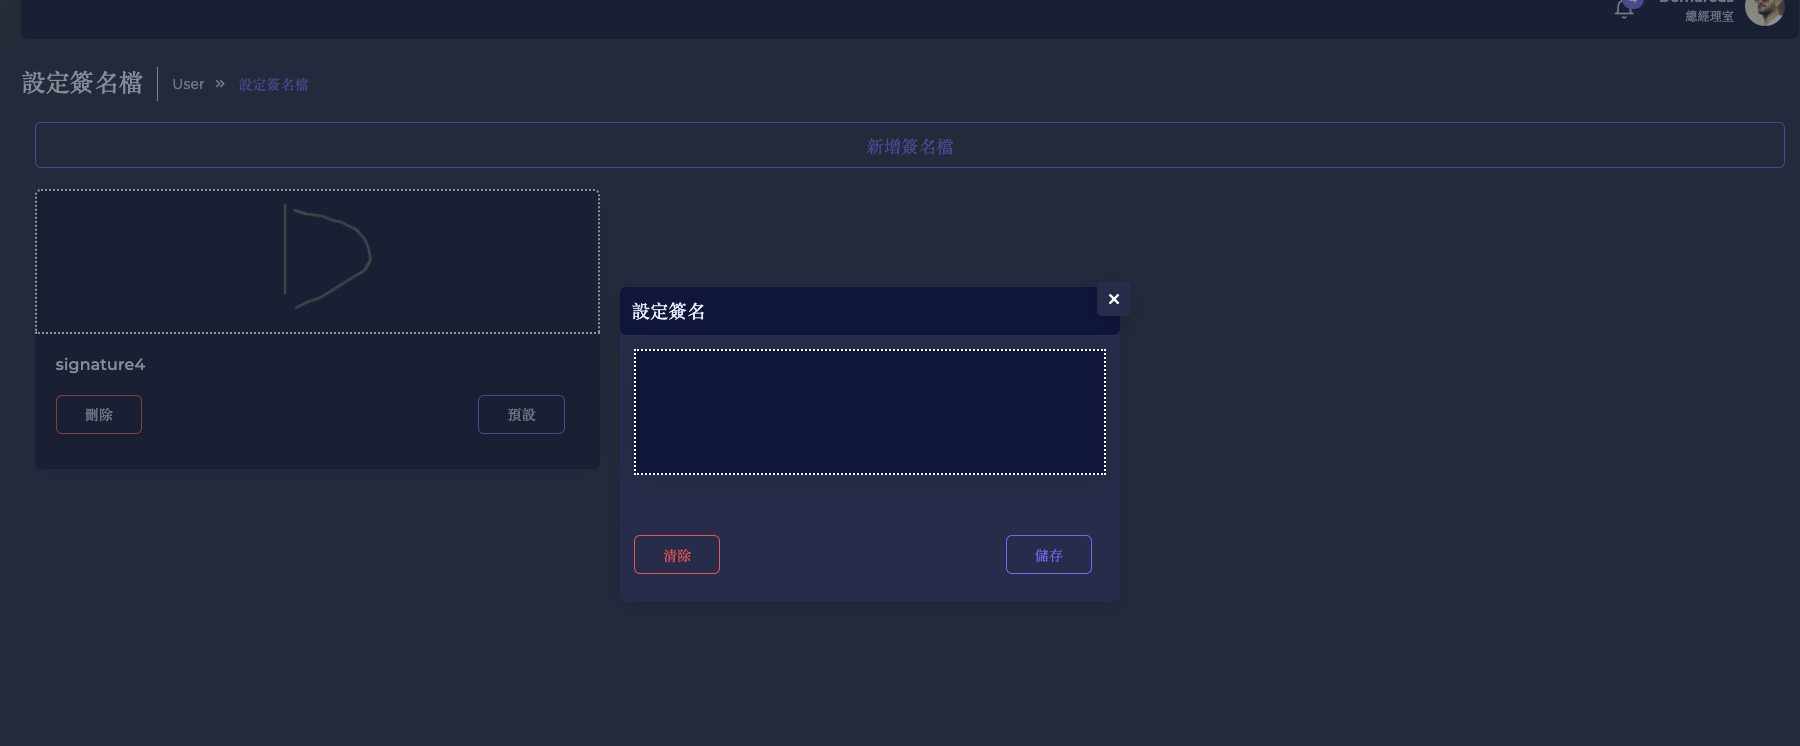 總經理室
設定簽名檔
User » 設定簽名檔
新增簽名檔
signature4
刪除
預設
設定簽名
清除
儲存